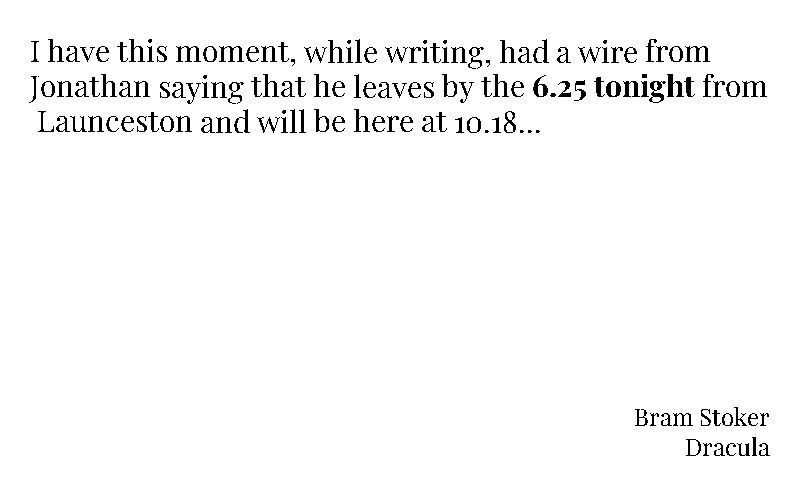 I have this moment, while writing, had a wire from
Jonathan saying that he leaves by the 6.25 tonight from
Launceston and will be here at 10.18...
Bram Stoker
Dracula